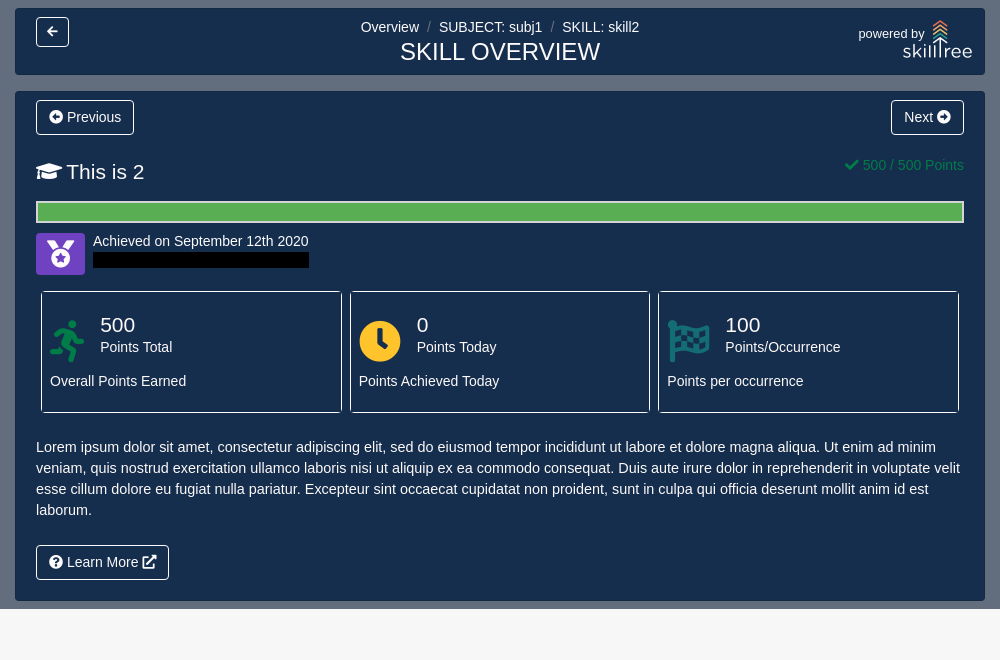 Overview / SUBJECT: subj1 / SKILL: skill2
SKILL OVERVIEW
powered by
skilltree
Previous
Next
This is 2
500 / 500 Points
Achieved on September 12th 2020
500
Points Total
Overall Points Earned
0
Points Today
Points Achieved Today
100
Points/Occurrence
Points per occurrence
Lorem ipsum dolor sit amet, consectetur adipiscing elit, sed do eiusmod tempor incididunt ut labore et dolore magna aliqua. Ut enim ad minim
veniam, quis nostrud exercitation ullamco laboris nisi ut aliquip ex ea commodo consequat. Duis aute irure dolor in reprehenderit in voluptate velit
esse cillum dolore eu fugiat nulla pariatur. Excepteur sint occaecat cupidatat non proident, sunt in culpa qui officia deserunt mollit anim id est
laborum.
Learn More